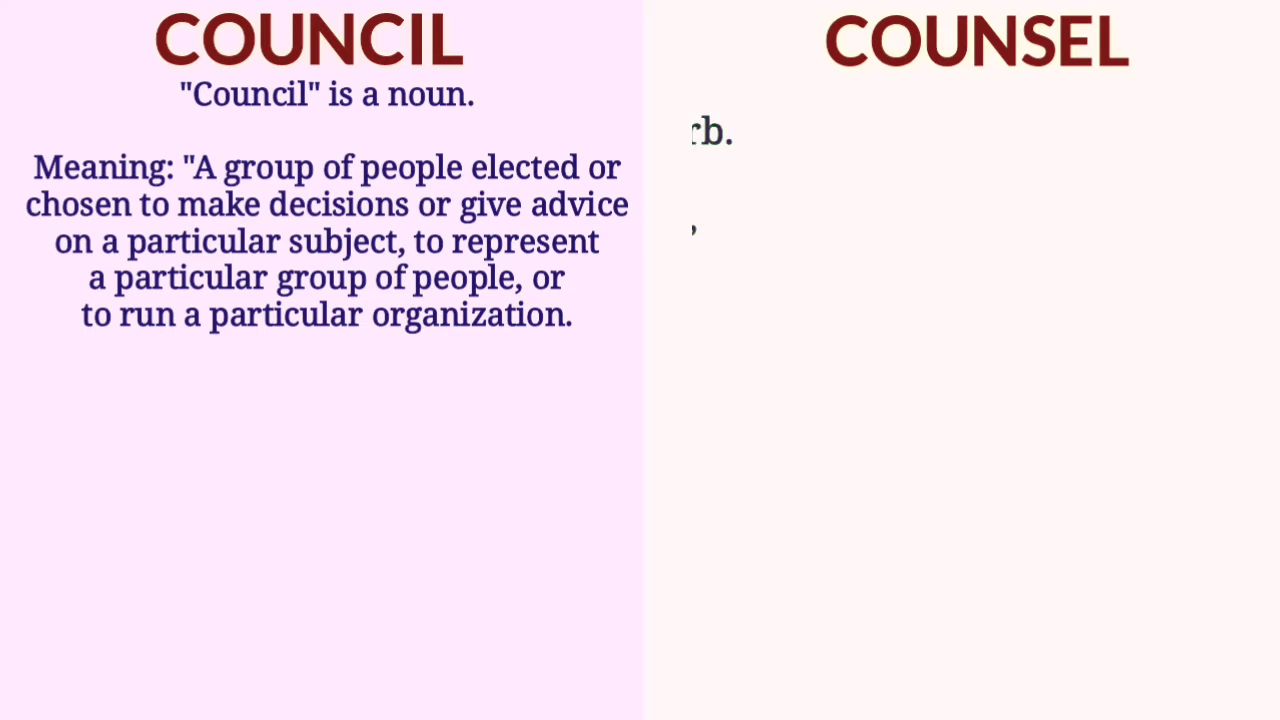 COUNCIL
"Council" is a noun.
Meaning: "A group of people elected or
chosen to make decisions or give advice
on a particular subject, to represent
a particular group of people, or
to run a particular organization.
COUNSEL
rb.
,